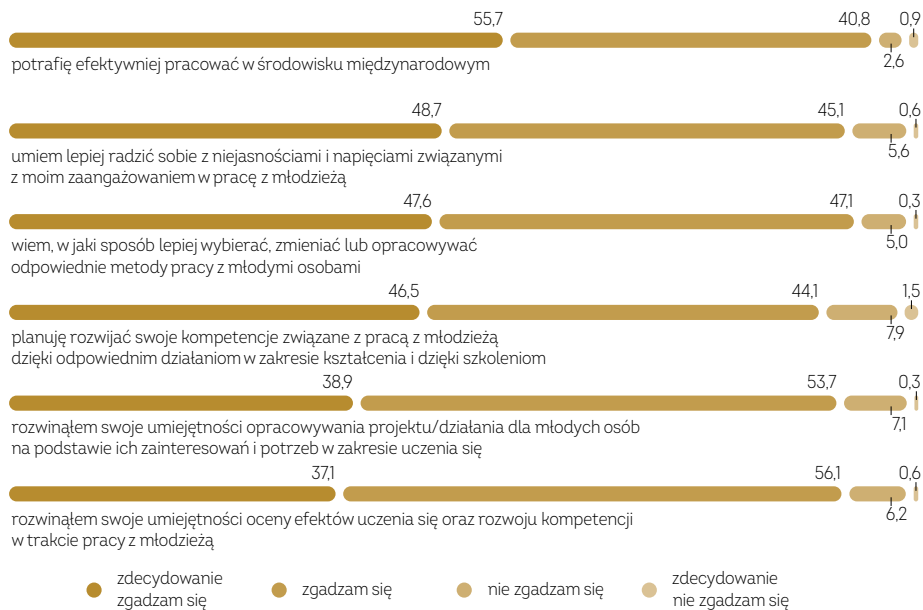 55,7 40,8 0,9
2,6
potrafię efektywniej pracować w środowisku międzynarodowym
48,7 45,1 0,6
5,6
umiem lepiej radzić sobie z niejasnościami i napięciami związanymi
z moim zaangażowaniem w pracę z młodzieżą
47,6 47,1 0,3
5,0
wiem, w jaki sposób lepiej wybierać, zmieniać lub opracowywać
odpowiednie metody pracy z młodymi osobami
46,5 44,1 1,5
7,9
planuję rozwijać swoje kompetencje związane z pracą z młodzieżą
dzięki odpowiednim działaniom w zakresie kształcenia i dzięki szkoleniom
38,9 53,7 0,3
7,1
rozwinąłem swoje umiejętności opracowywania projektu/działania dla młodych osób
na podstawie ich zainteresowań i potrzeb w zakresie uczenia się
37,1 56,1 0,6
6,2
rozwinąłem swoje umiejętności oceny efektów uczenia się oraz rozwoju kompetencji
w trakcie pracy z młodzieżą
zdecydowanie
zgadzam się
zgadzam się
nie zgadzam się
zdecydowanie
nie zgadzam się